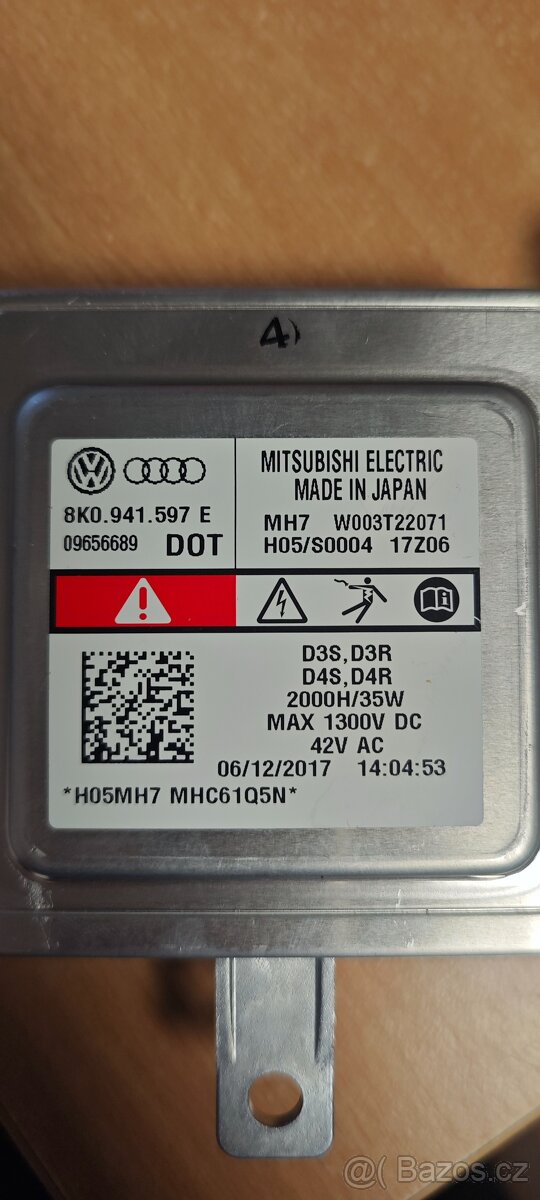 4)
8K0.941.597 E
09656689 DOT
MITSUBISHI ELECTRIC
MADE IN JAPAN
MH7 W003T22071
H05/S0004 17Z06
D3S,D3R
D4S,D4R
2000H/35W
MAX 1300V DC
42V AC
06/12/2017 14:04:53
*H05MH7 MHC61Q5N*
@ Bazos.cz